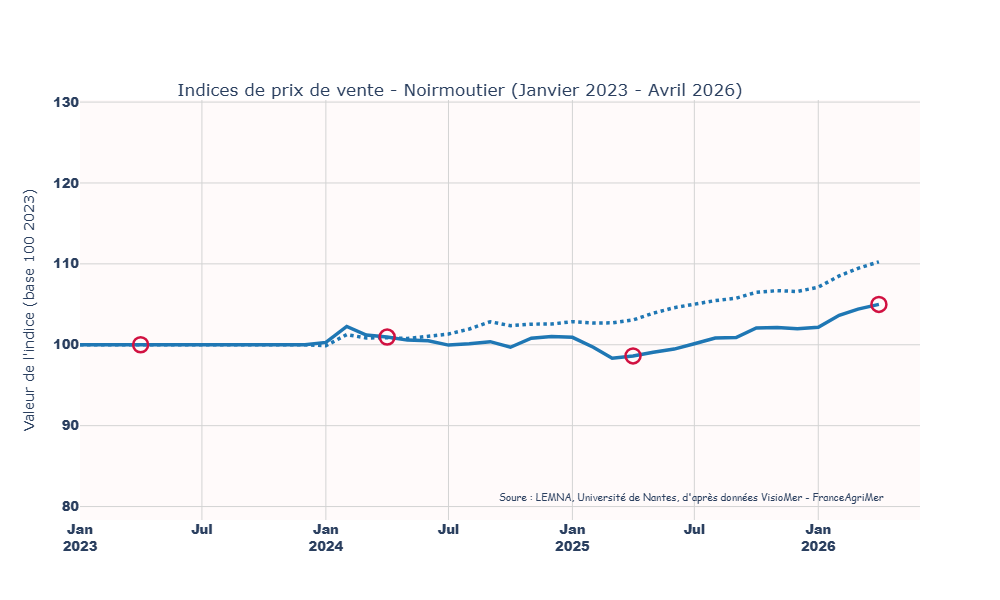 Indices de prix de vente - Noirmoutier (Janvier 2023 - Avril 2026)
Valeur de l'indice (base 100 2023)
130
120
110
100
90
80
Soure : LEMNA, Université de Nantes, d'après données VisioMer - FranceAgriMer
Jan Jul Jan Jul Jan Jul Jan
2023 2024 2025 2026